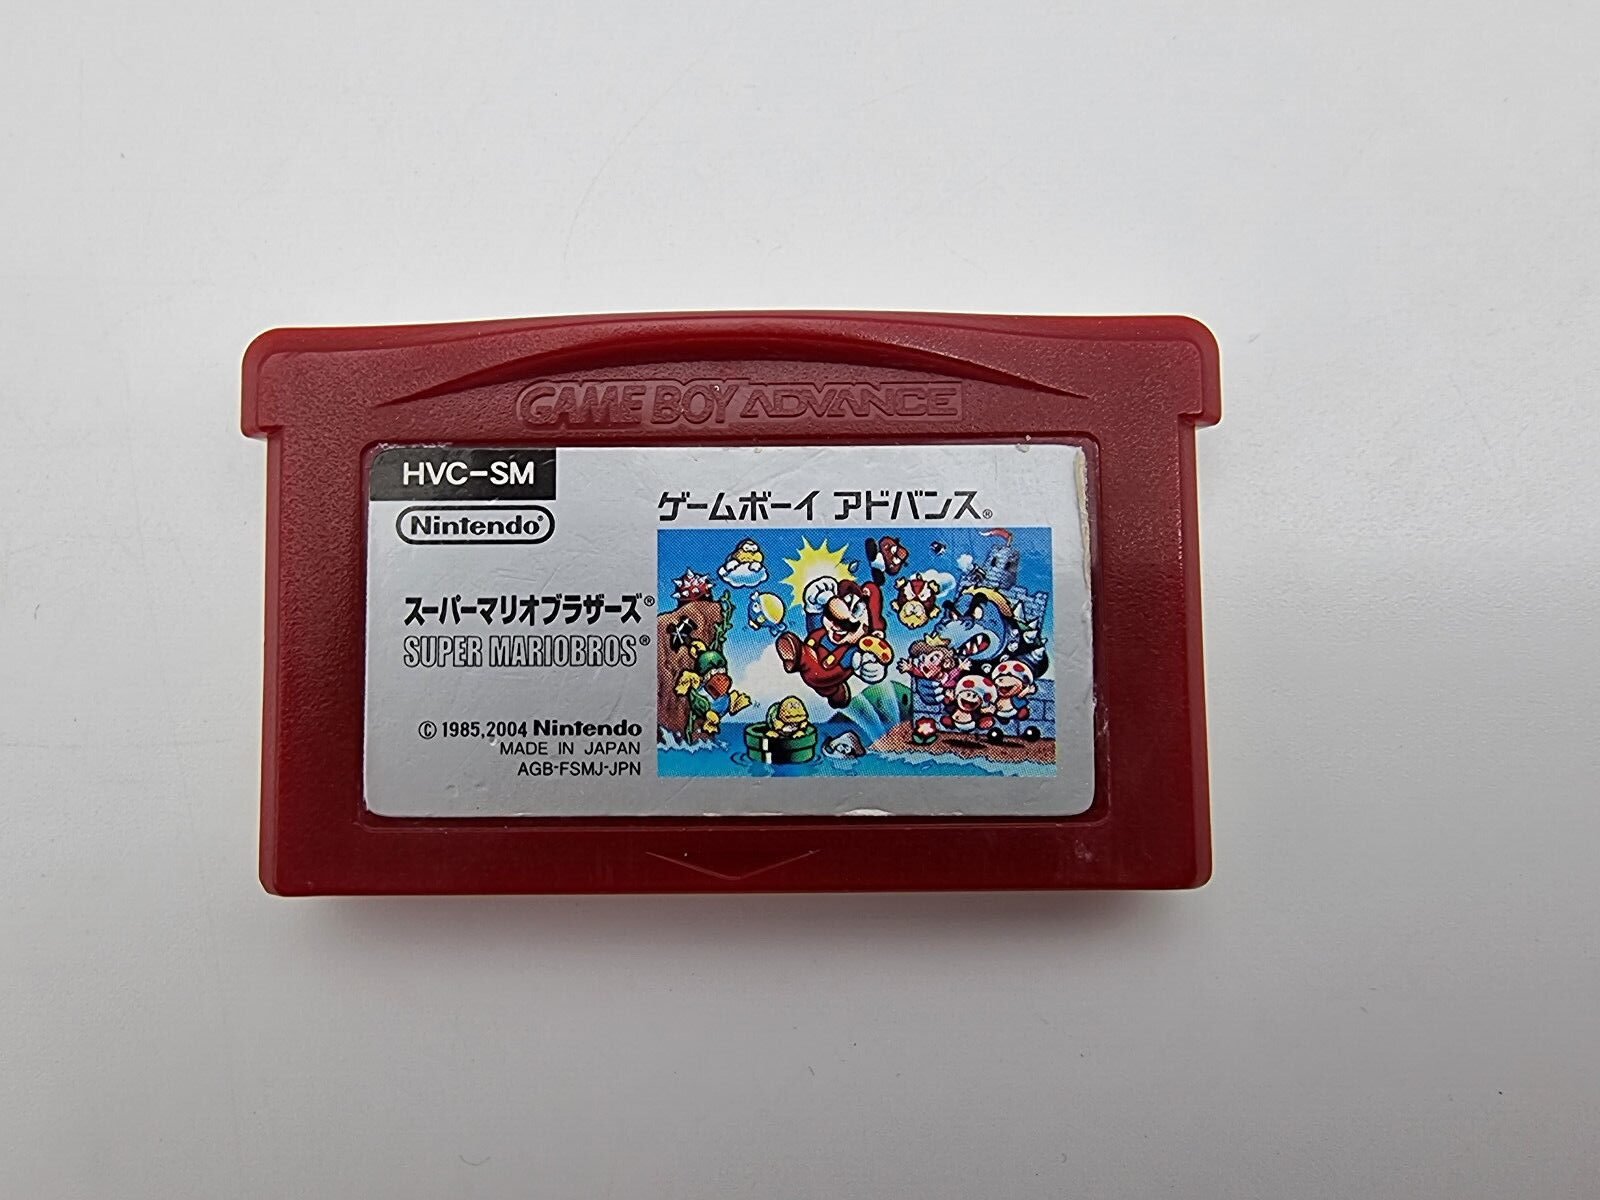 GAME BOY ADVANCE
HVC-SM
Nintendo®
ゲームボーイ アドバンス®
スーパーマリオブラザーズ®
SUPER MARIOBROS®
© 1985,2004 Nintendo
MADE IN JAPAN
AGB-FSMJ-JPN